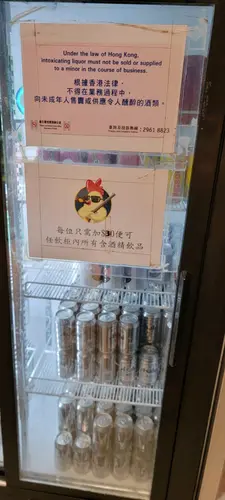 Under the law of Hong Kong,
intoxicating liquor must not be sold or supplied
to a minor in the course of business.
根據香港法律，
不得在業務過程中，
向未成年人售賣或供應令人醺醉的酒類。
2961 8823
每位只需加
便可
飲櫃內所有含酒精飲品